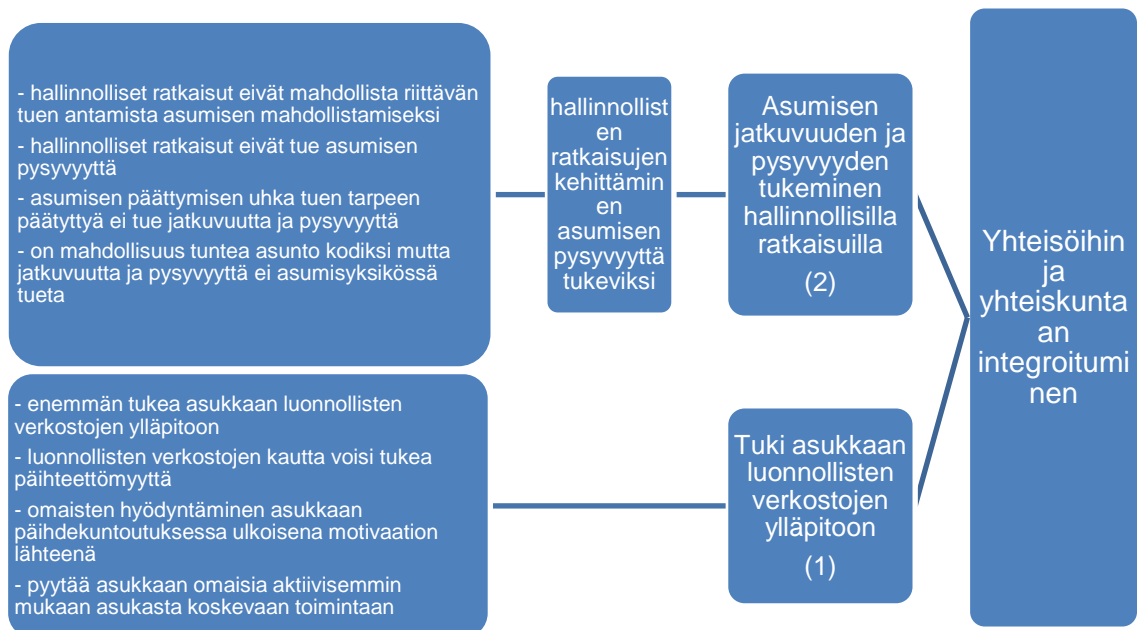 - hallinnolliset ratkaisut eivät mahdollista riittävän
tuen antamista asumisen mahdollistamiseksi
- hallinnolliset ratkaisut eivät tue asumisen
pysyvyyttä
- asumisen päättymisen uhka tuen tarpeen
päätyttyä ei tue jatkuvuutta ja pysyvyyttä
- on mahdollisuus tuntea asunto kodiksi mutta
jatkuvuutta ja pysyvyyttä ei asumisyksikössä
tueta
hallinnollist
en
ratkaisujen
kehittämin
en
asumisen
pysyvyyttä
tukeviksi
Asumisen
jatkuvuuden ja
pysyvyyden
tukeminen
hallinnollisilla
ratkaisuilla
(2)
- enemmän tukea asukkaan luonnollisten
verkostojen ylläpitoon
- luonnollisten verkostojen kautta voisi tukea
päihteettömyyttä
- omaisten hyödyntäminen asukkaan
päihdekuntoutuksessa ulkoisena motivaation
lähteenä
- pyytää asukkaan omaisia aktiivisemmin
mukaan asukasta koskevaan toimintaan
Tuki asukkaan
luonnollisten
verkostojen
ylläpitoon
(1)
Yhteisöihin
ja
yhteiskunta
an
integroitumi
nen